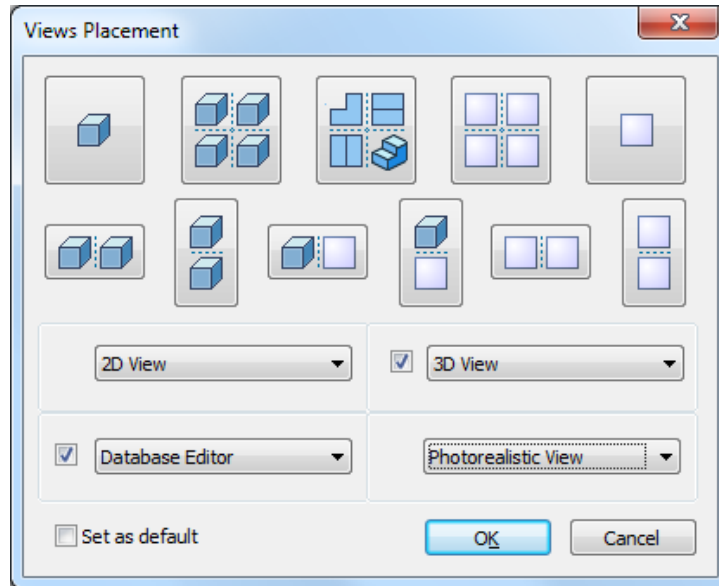 Views Placement
2D View
3D View
Database Editor
Photorealistic View
Set as default
OK
Cancel